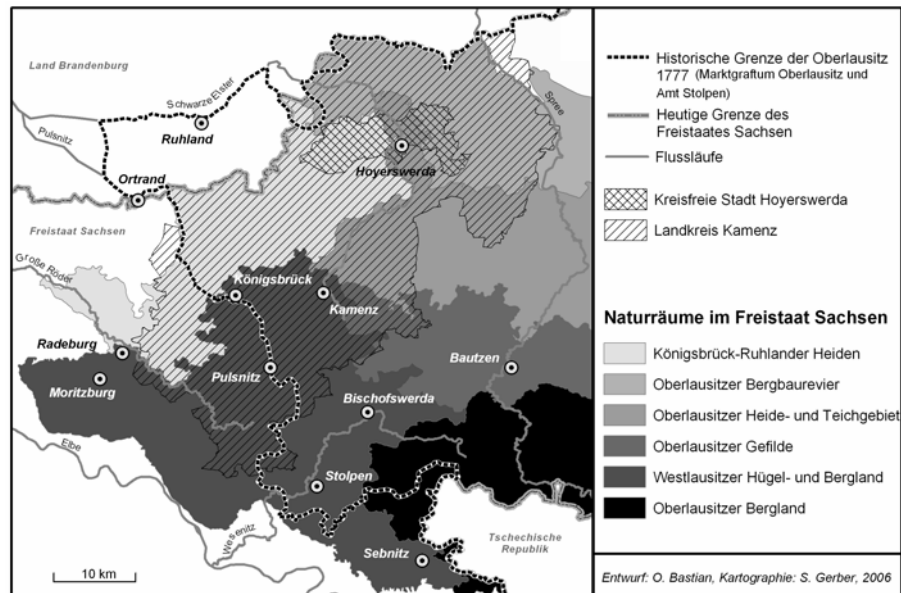 Land Brandenburg
Schwarze Elster
Pulsnitz
Ruhland
Spree
Hoyerswerda
Ortrand
Freistaat Sachsen
Große Röder
Königsbrück
Kamenz
Radeburg
Moritzburg
Pulsnitz
Bautzen
Bischofswerda
Elbe
Stolpen
Wesenitz
Sebnitz
Tschechische
Republik
10 km
Historische Grenze der Oberlausitz
1777 (Marktgraftum Oberlausitz und
Amt Stolpen)
Heutige Grenze des
Freistaates Sachsen
Flussläufe
Kreisfreie Stadt Hoyerswerda
Landkreis Kamenz
Naturräume im Freistaat Sachsen
Königsbrück-Ruhlander Heiden
Oberlausitzer Bergbaurevier
Oberlausitzer Heide- und Teichgebiet
Oberlausitzer Gefilde
Westlausitzer Hügel- und Bergland
Oberlausitzer Bergland
Entwurf: O. Bastian, Kartographie: S. Gerber, 2006